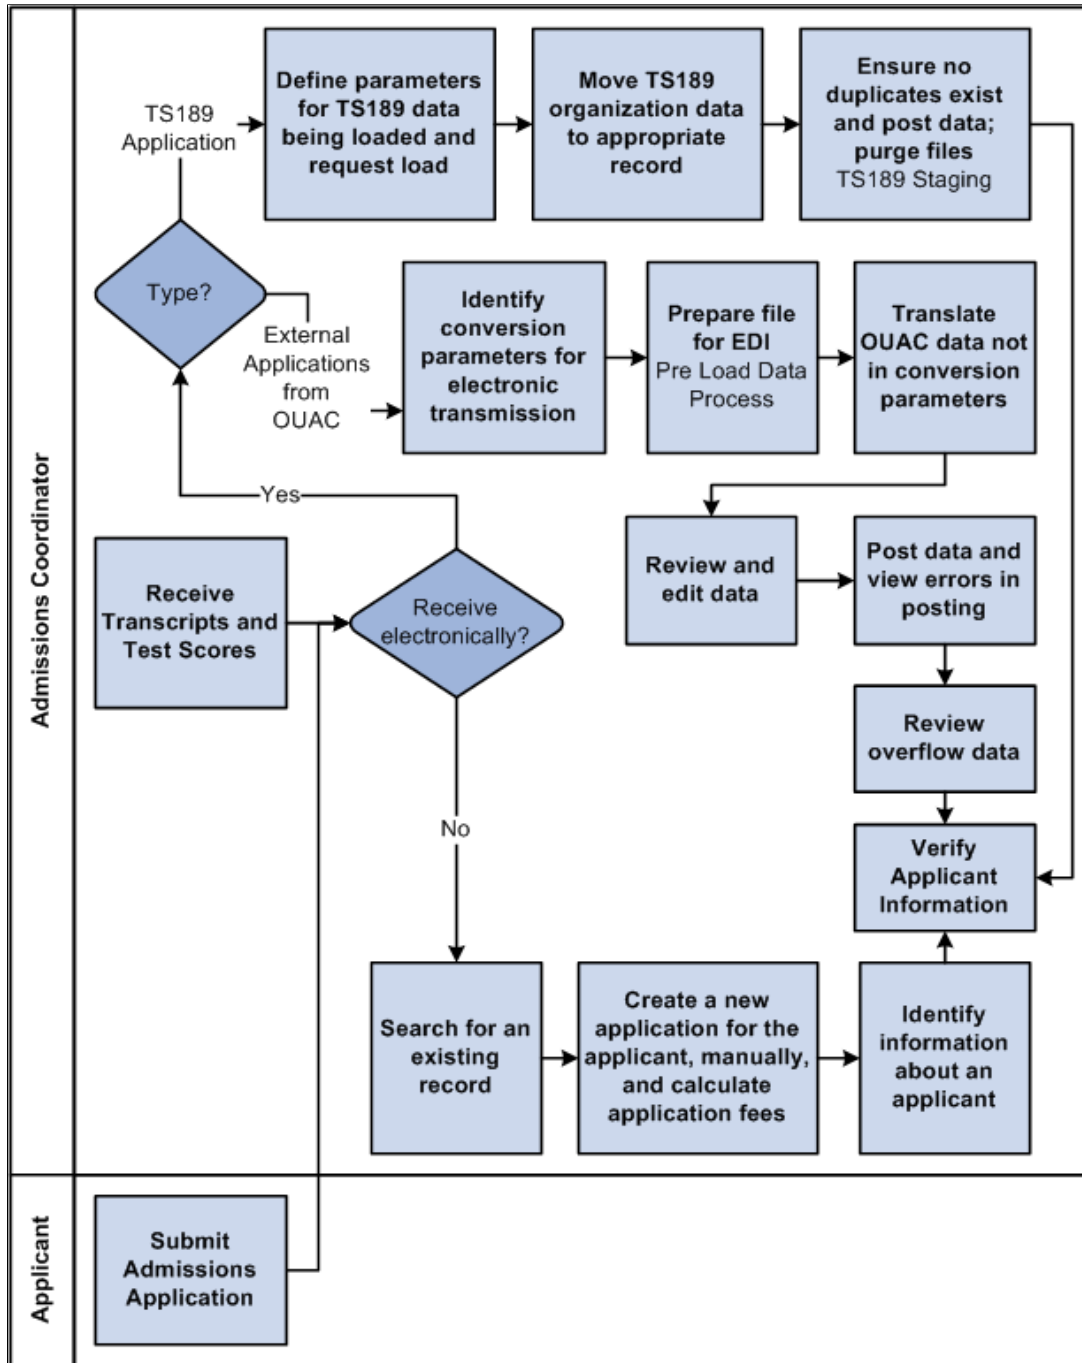 Admissions Coordinator
TS189
Application
Define parameters
for TS189 data
being loaded and
request load
Move TS189
organization data
to appropriate
record
Ensure no
duplicates exist
and post data;
purge files
TS189 Staging
Type?
External
Applications
from
OUAC
Identify
conversion
parameters for
electronic
transmission
Prepare file
for EDI
Pre Load Data
Process
Translate
OUAC data not
in conversion
parameters
Yes
Receive
Transcripts and
Test Scores
Receive
electronically?
Review and
edit data
Post data and
view errors in
posting
Review
overflow data
No
Verify
Applicant
Information
Search for an
existing
record
Create a new
application for the
applicant, manually,
and calculate
application fees
Identify
information
about an
applicant
Applicant
Submit
Admissions
Application